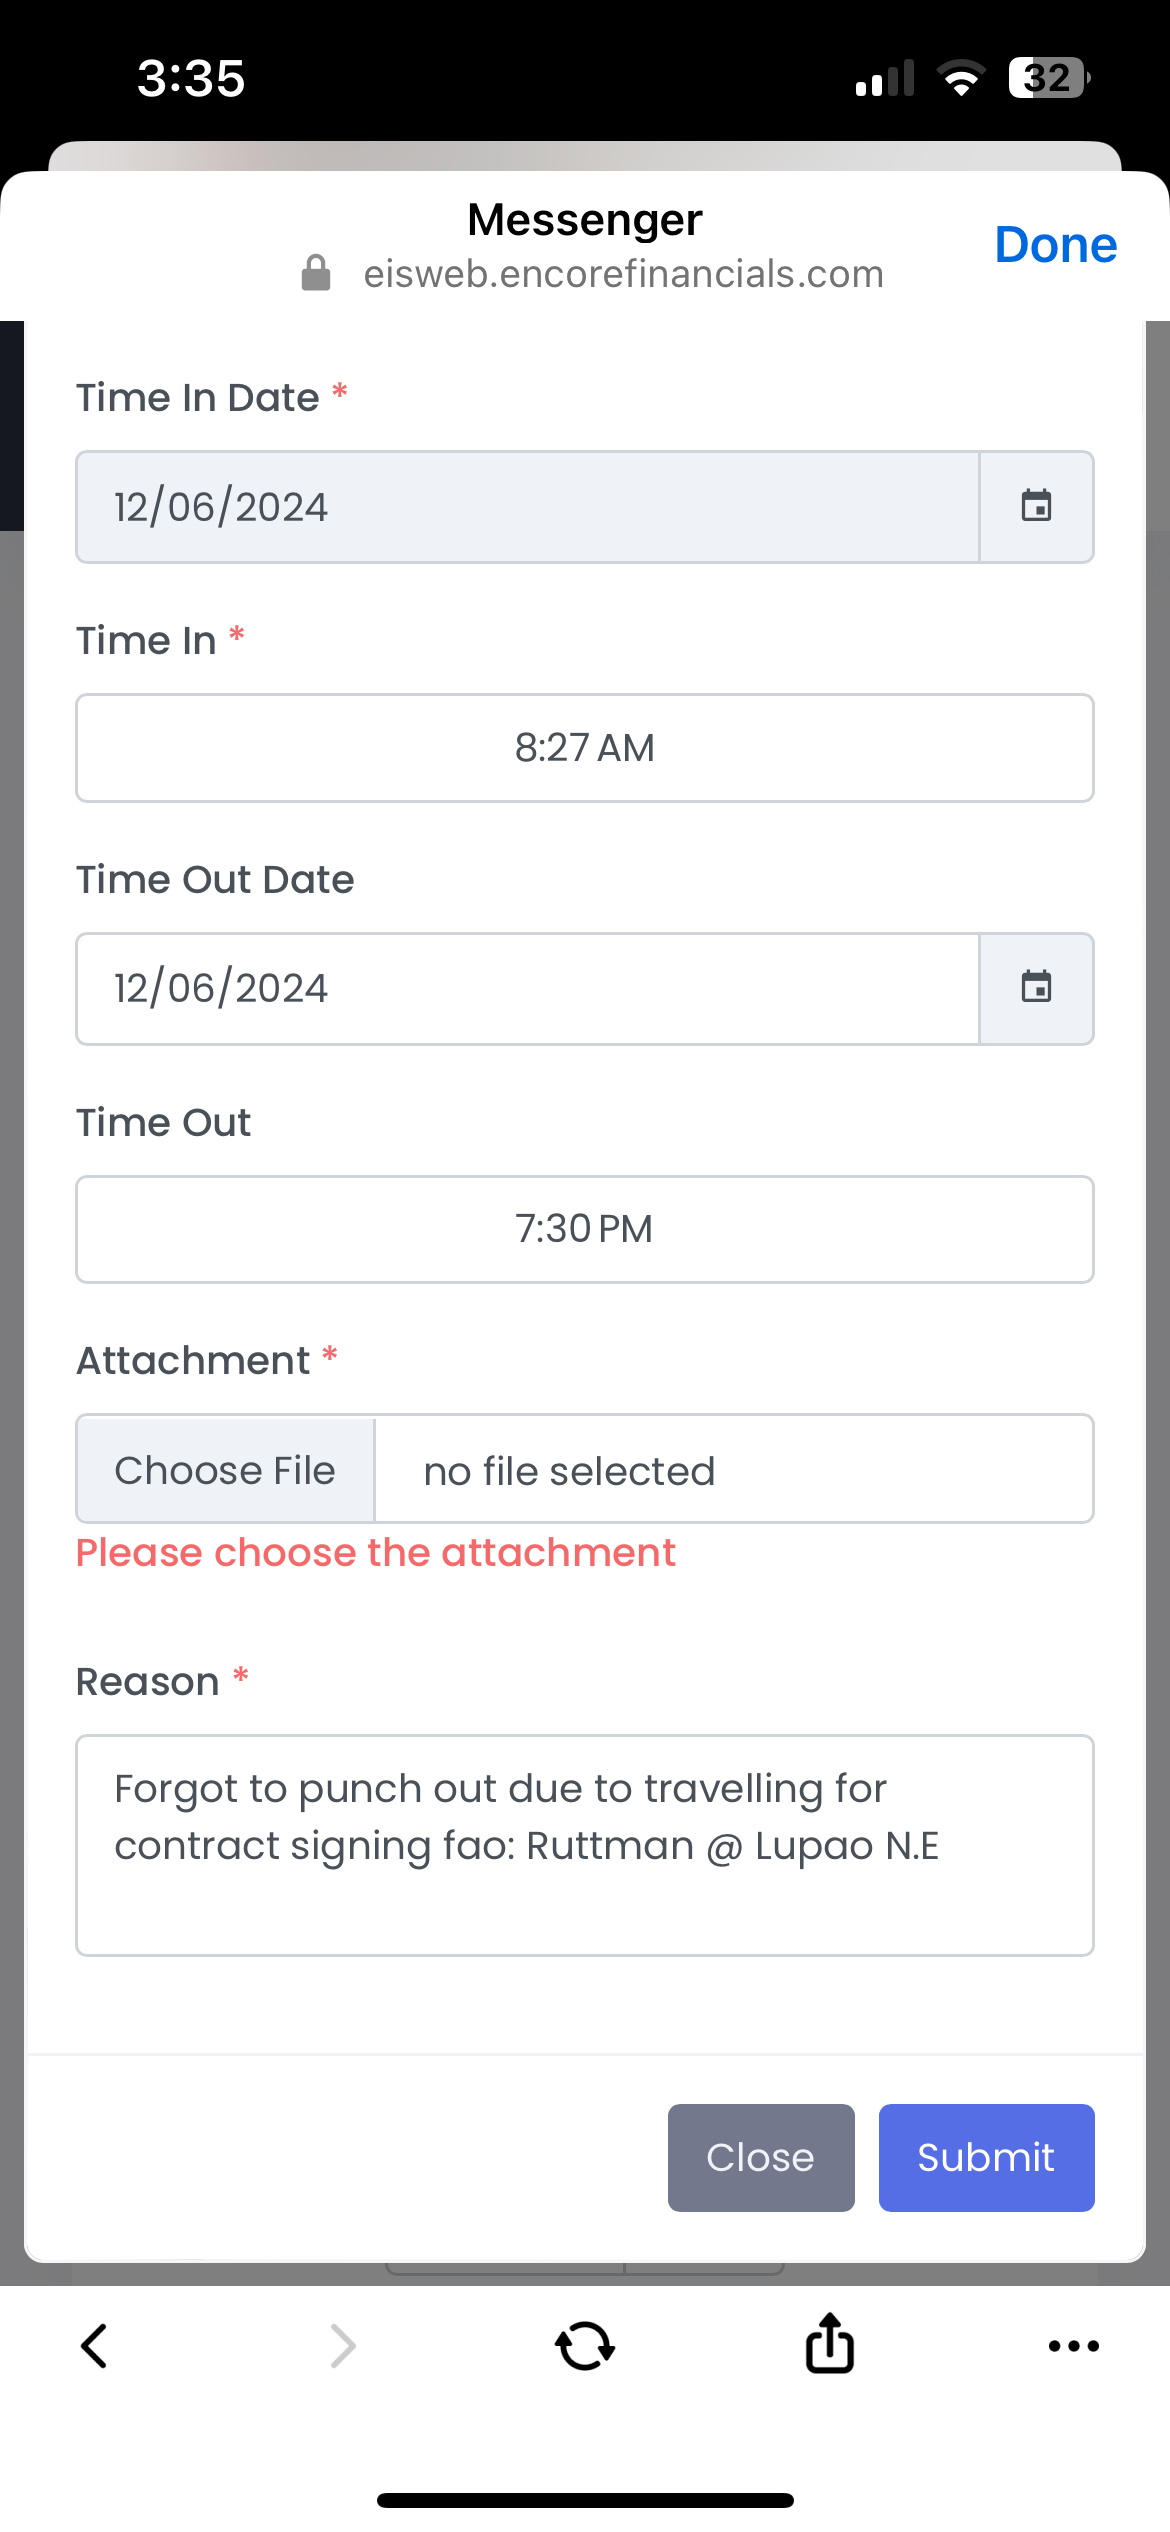 3:35
32
Messenger
Done
eisweb.encorefinancials.com
Time In Date *
12/06/2024
Time In *
8:27 AM
Time Out Date
12/06/2024
Time Out
7:30 PM
Attachment *
Choose File
no file selected
Please choose the attachment
Reason *
Forgot to punch out due to travelling for
contract signing fao: Ruttman @ Lupao N.E
Close
Submit